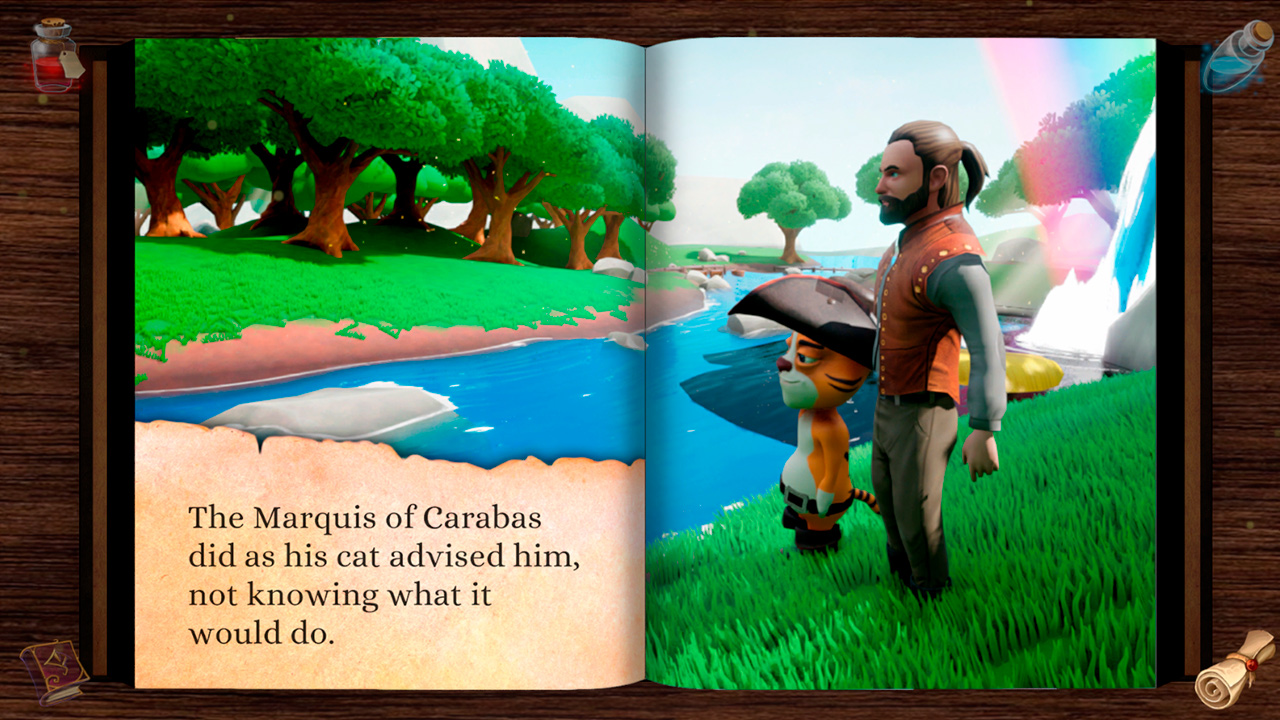 The Marquis of Carabas
did as his cat advised him,
not knowing what it
would do.